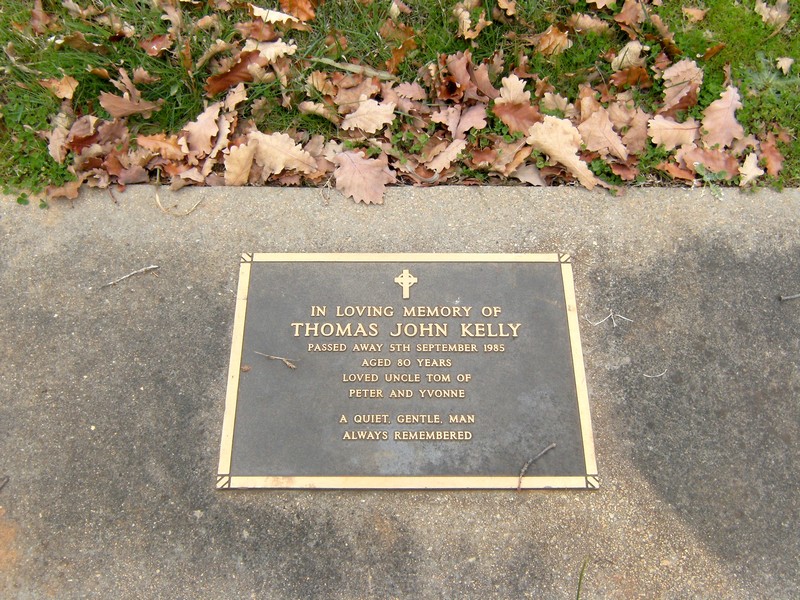 IN LOVING MEMORY OF
THOMAS JOHN KELLY
PASSED AWAY 5TH SEPTEMBER 1985
AGED 80 YEARS
LOVED UNCLE TOM OF
PETER AND YVONNE
A QUIET, GENTLE, MAN
ALWAYS REMEMBERED